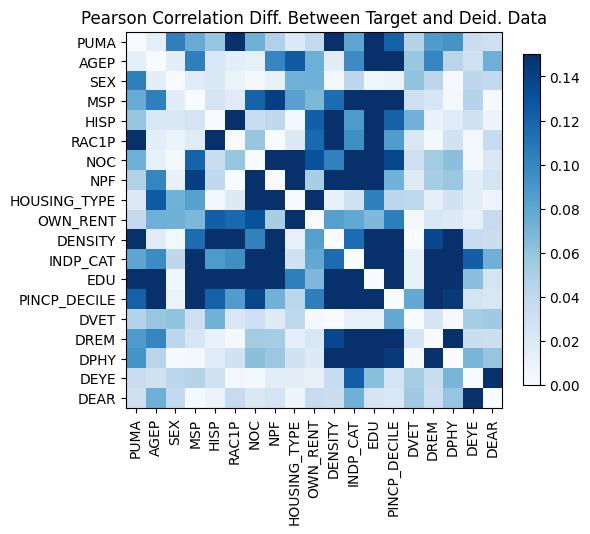 Pearson Correlation Diff. Between Target and Deid. Data
PUMA
AGEP
SEX
MSP
HISP
RAC1P
NOC
NPF
HOUSING_TYPE
OWN_RENT
DENSITY
INDP_CAT
EDU
PINCP_DECILE
DVET
DREM
DPHY
DEYE
DEAR
PUMA
AGEP
SEX
MSP
HISP
RAC1P
NOC
NPF
HOUSING_TYPE
OWN_RENT
DENSITY
INDP_CAT
EDU
PINCP_DECILE
DVET
DREM
DPHY
DEYE
DEAR
0.14
0.12
0.10
0.08
0.06
0.04
0.02
0.00